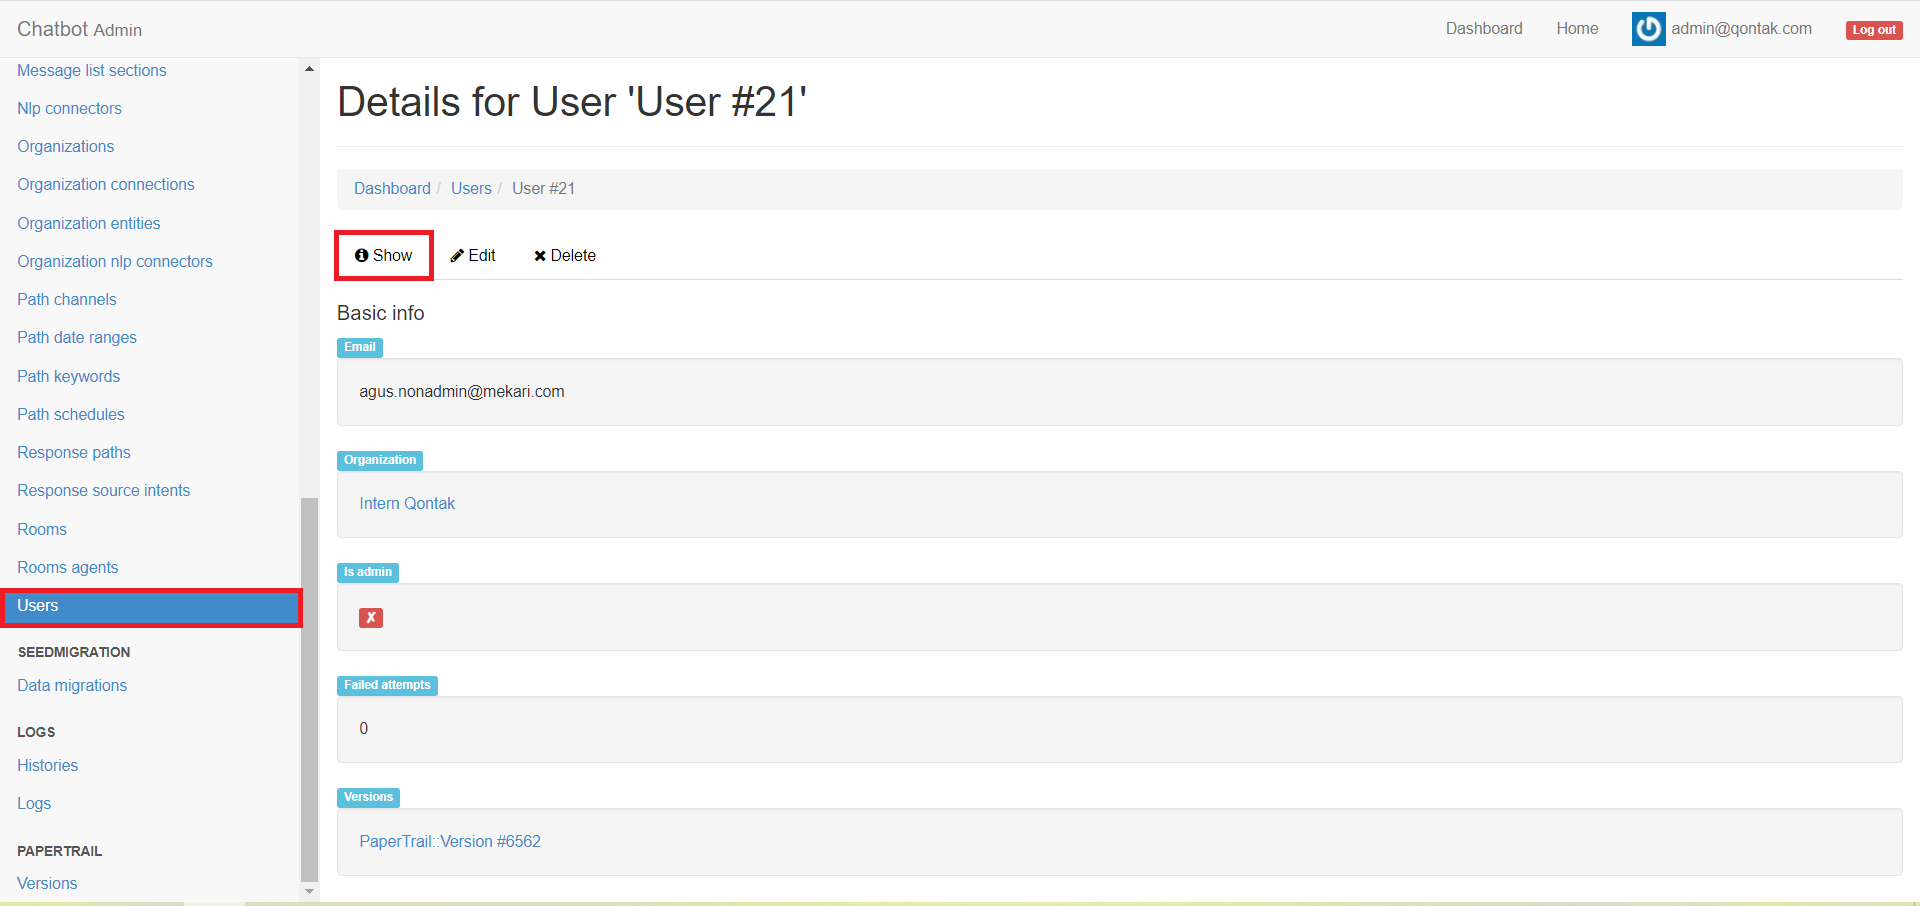 Chatbot Admin
Dashboard
Home
admin@qontak.com
Log out
Message list sections
Nlp connectors
Organizations
Organization connections
Organization entities
Organization nlp connectors
Path channels
Path date ranges
Path keywords
Path schedules
Response paths
Response source intents
Rooms
Rooms agents
Users
SEEDMIGRATION
Data migrations
LOGS
Histories
Logs
PAPERTRAIL
Versions
Details for User 'User #21'
Dashboard / Users / User #21
Show
Edit
Delete
Basic info
Email
agus.nonadmin@mekari.com
Organization
Intern Qontak
Is admin
✘
Failed attempts
0
Versions
PaperTrail::Version #6562